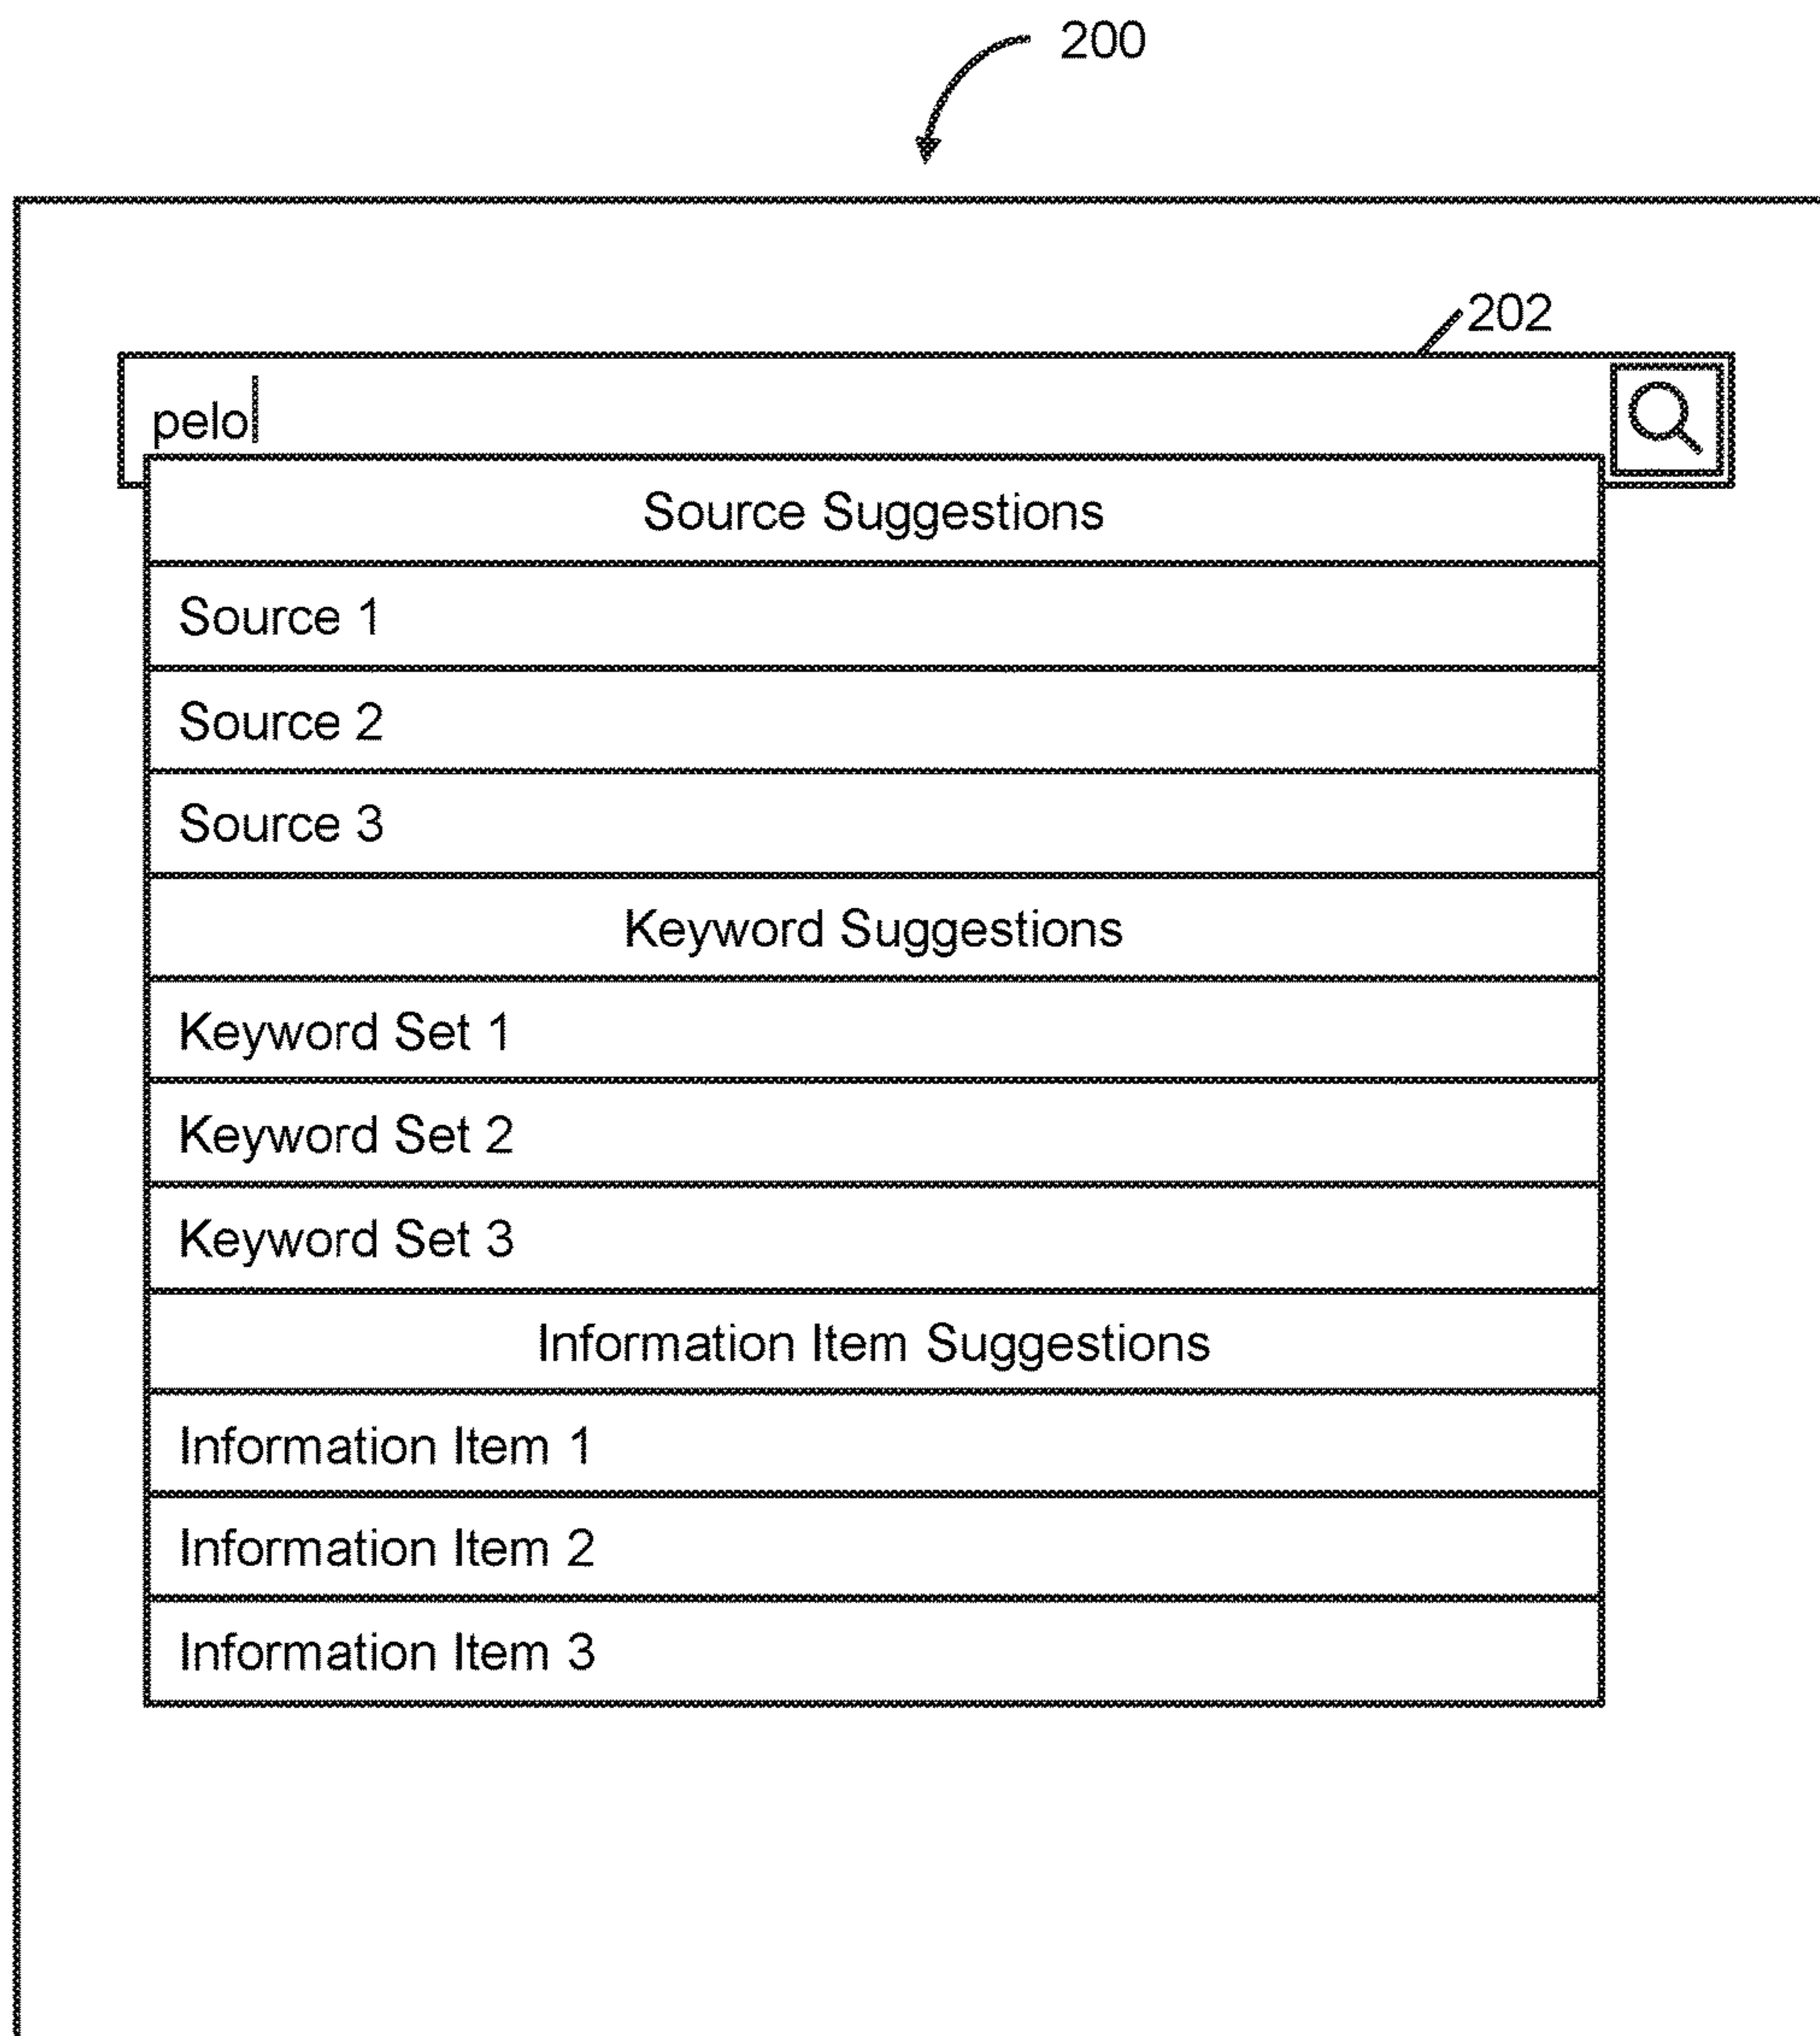 200
202
pelo
Source Suggestions
Source 1
Source 2
Source 3
Keyword Suggestions
Keyword Set 1
Keyword Set 2
Keyword Set 3
Information Item Suggestions
Information Item 1
Information Item 2
Information Item 3